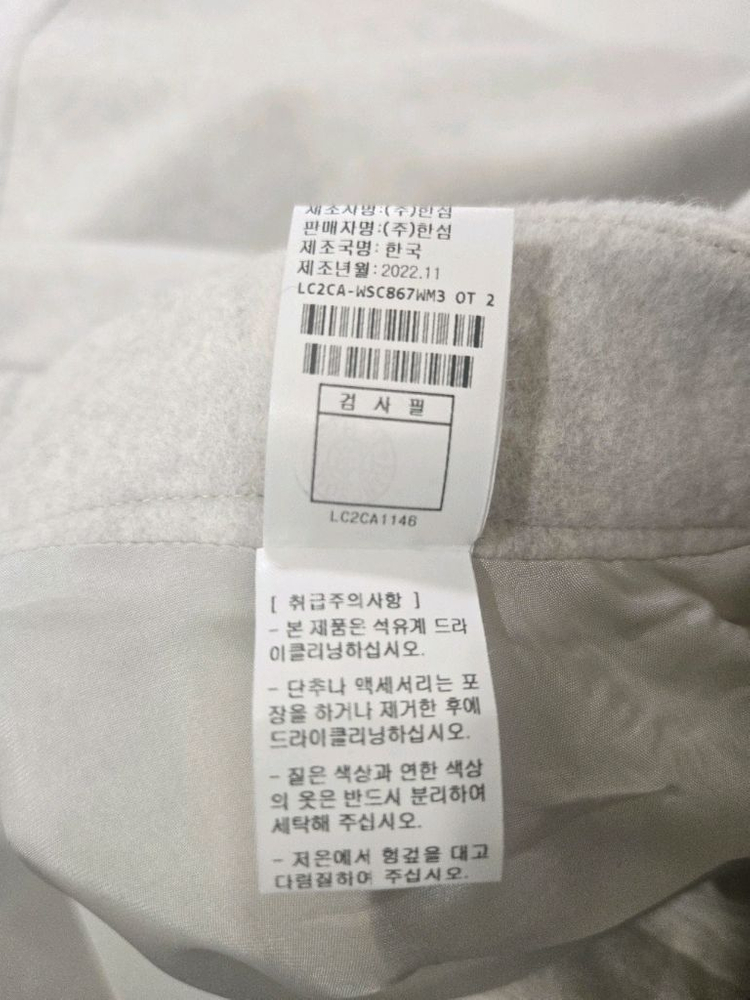 제조자명:(주)한섬
판매자명:(주)한섬
제조국명: 한국
제조년월: 2022.11
LC2CA-WSC867WM3 OT 2
검 사 필
LC2CA1146
[ 취급주의사항 ]
- 본 제품은 석유계 드라
이클리닝하십시오.
- 단추나 액세서리는 포
장을 하거나 제거한 후에
드라이클리닝하십시오.
- 짙은 색상과 연한 색상
의 옷은 반드시 분리하여
세탁해 주십시오.
- 저온에서 헝겊을 대고
다림질하여 주십시오.